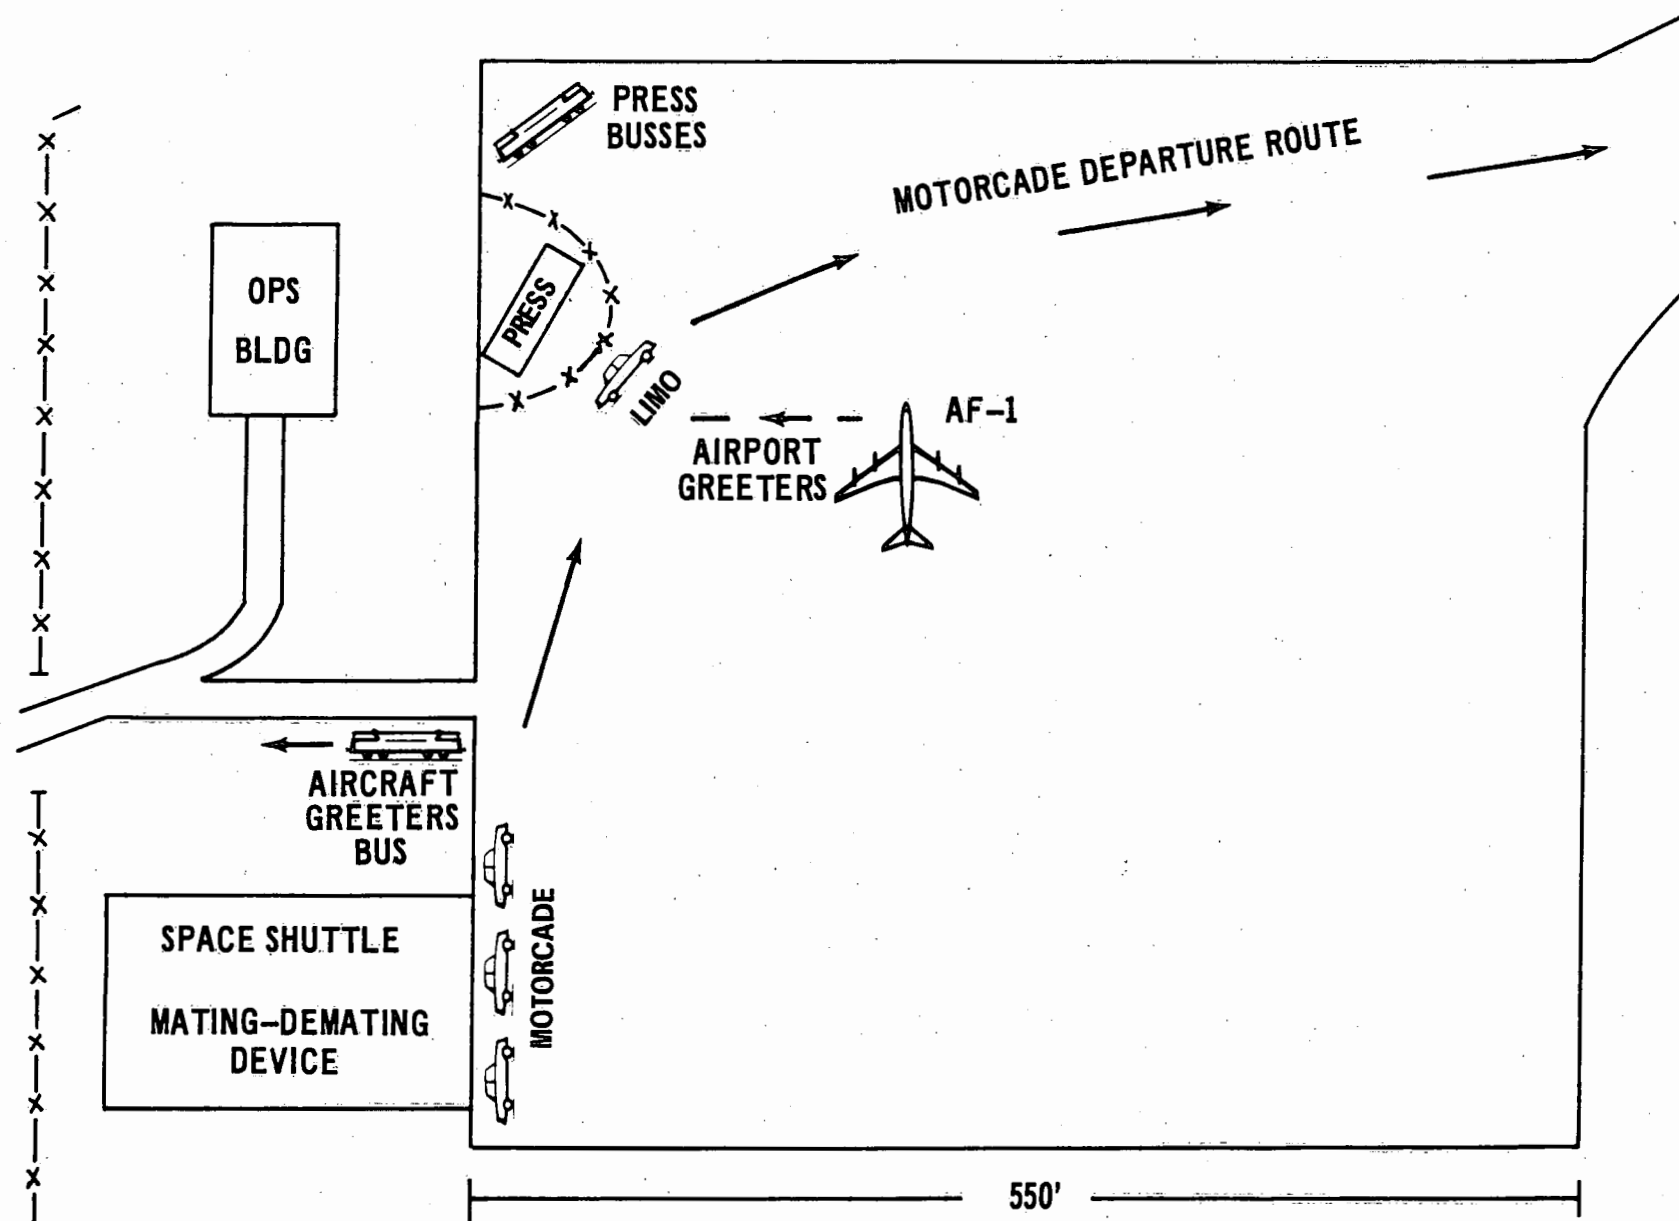 PRESS
BUSSES
MOTORCADE DEPARTURE ROUTE
OPS
BLDG
PRESS
LIMO
AF-1
AIRPORT
GREETERS
AIRCRAFT
GREETERS
BUS
SPACE SHUTTLE
MATING-DEMATING
DEVICE
MOTORCADE
550'